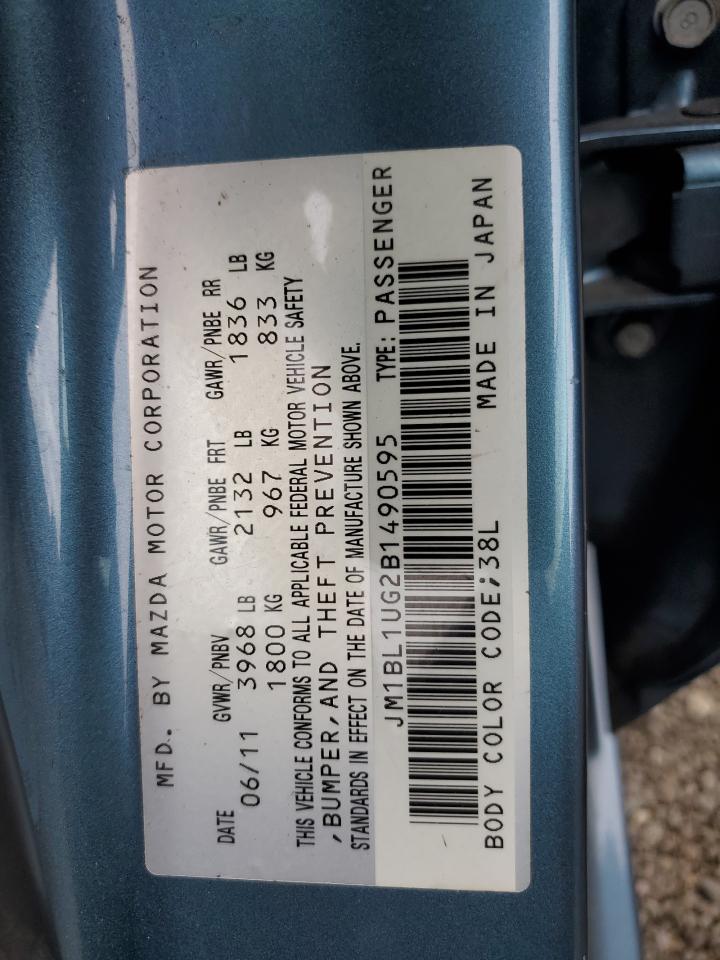 MFD. BY MAZDA MOTOR CORPORATION
DATE GVWR/PNBV GAWR/PNBE FRT GAWR/PNBE RR
06/11 3968 LB 2132 LB 1836 LB
1800 KG 967 KG 833 KG
THIS VEHICLE CONFORMS TO ALL APPLICABLE FEDERAL MOTOR VEHICLE SAFETY
,BUMPER,AND THEFT PREVENTION
STANDARDS IN EFFECT ON THE DATE OF MANUFACTURE SHOWN ABOVE.
JM1BL1UG2B1490595 TYPE: PASSENGER
BODY COLOR CODE;38L MADE IN JAPAN
8